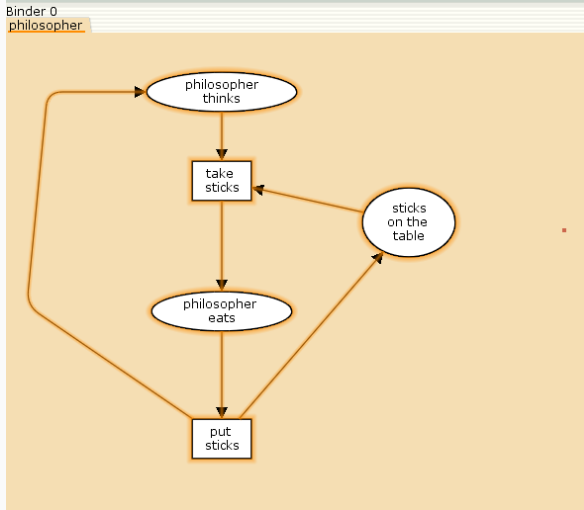 Binder 0
philosopher
philosopher
thinks
take
sticks
sticks
on the
table
philosopher
eats
put
sticks